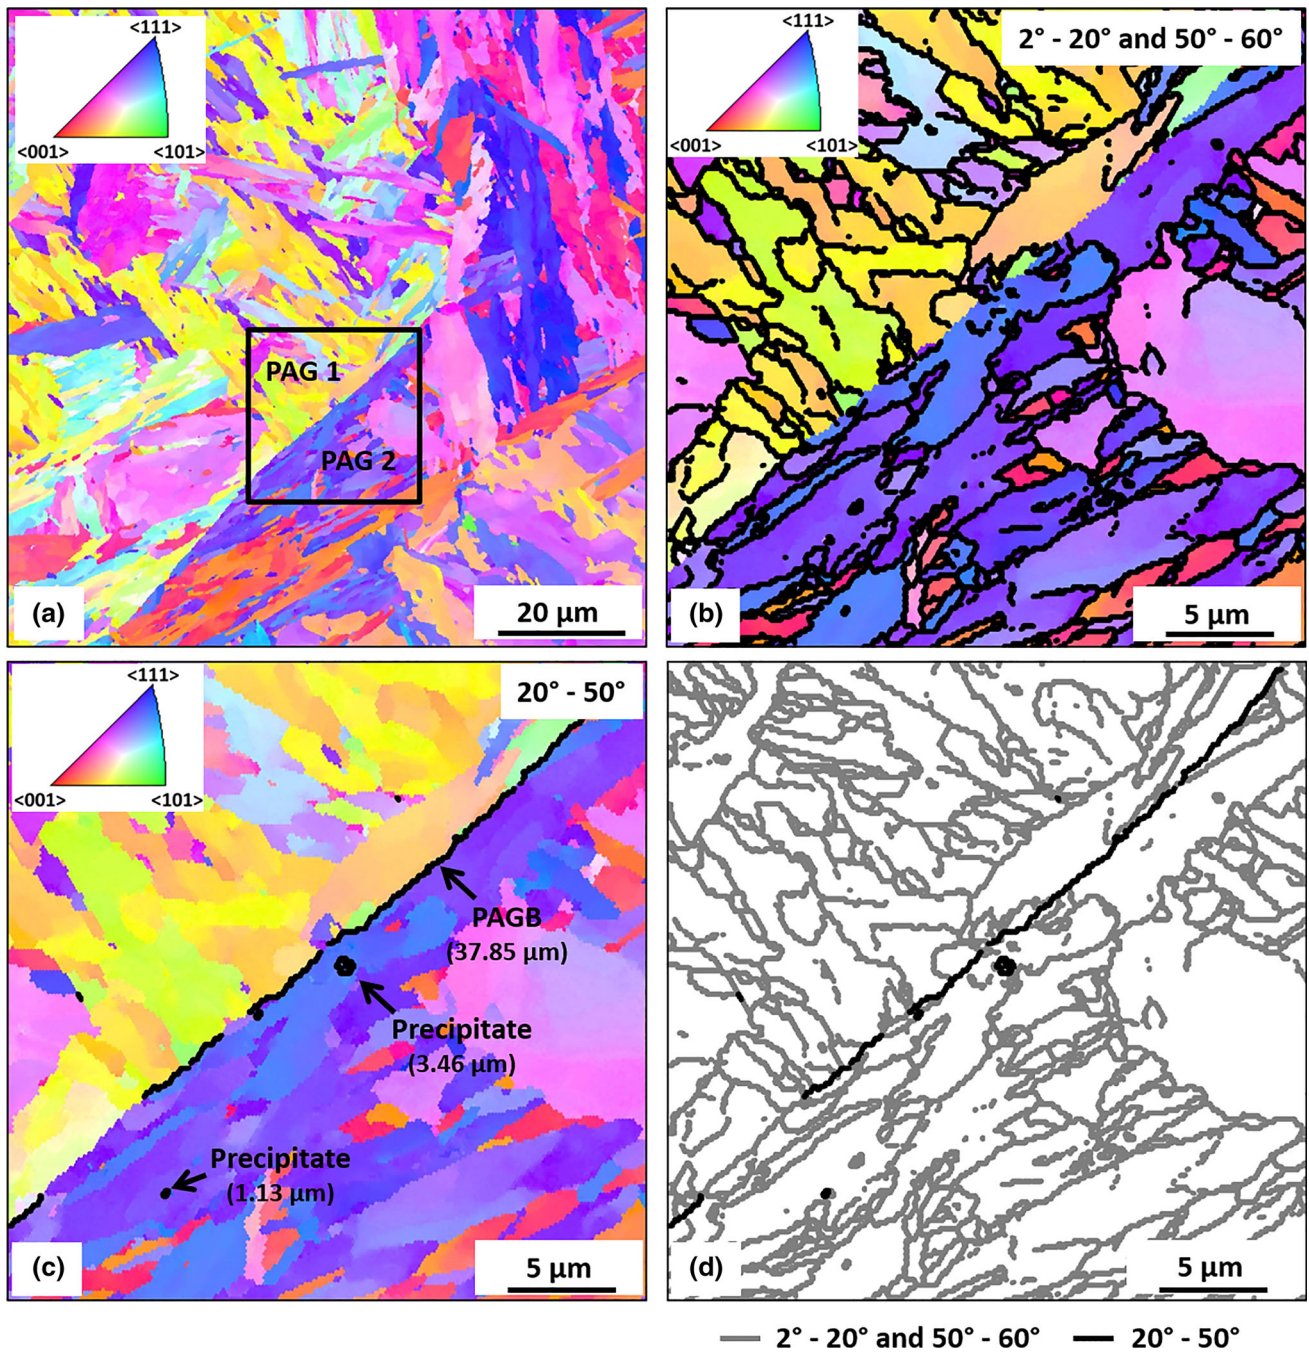 <111>
<001>
<101>
PAG 1
PAG 2
(a)
20 µm
<111>
<001>
<101>
2° - 20° and 50° - 60°
(b)
5 µm
<111>
<001>
<101>
20° - 50°
PAGB
(37.85 µm)
Precipitate
(3.46 µm)
Precipitate
(1.13 µm)
(c)
5 µm
(d)
5 µm
2° - 20° and 50° - 60°
20° - 50°